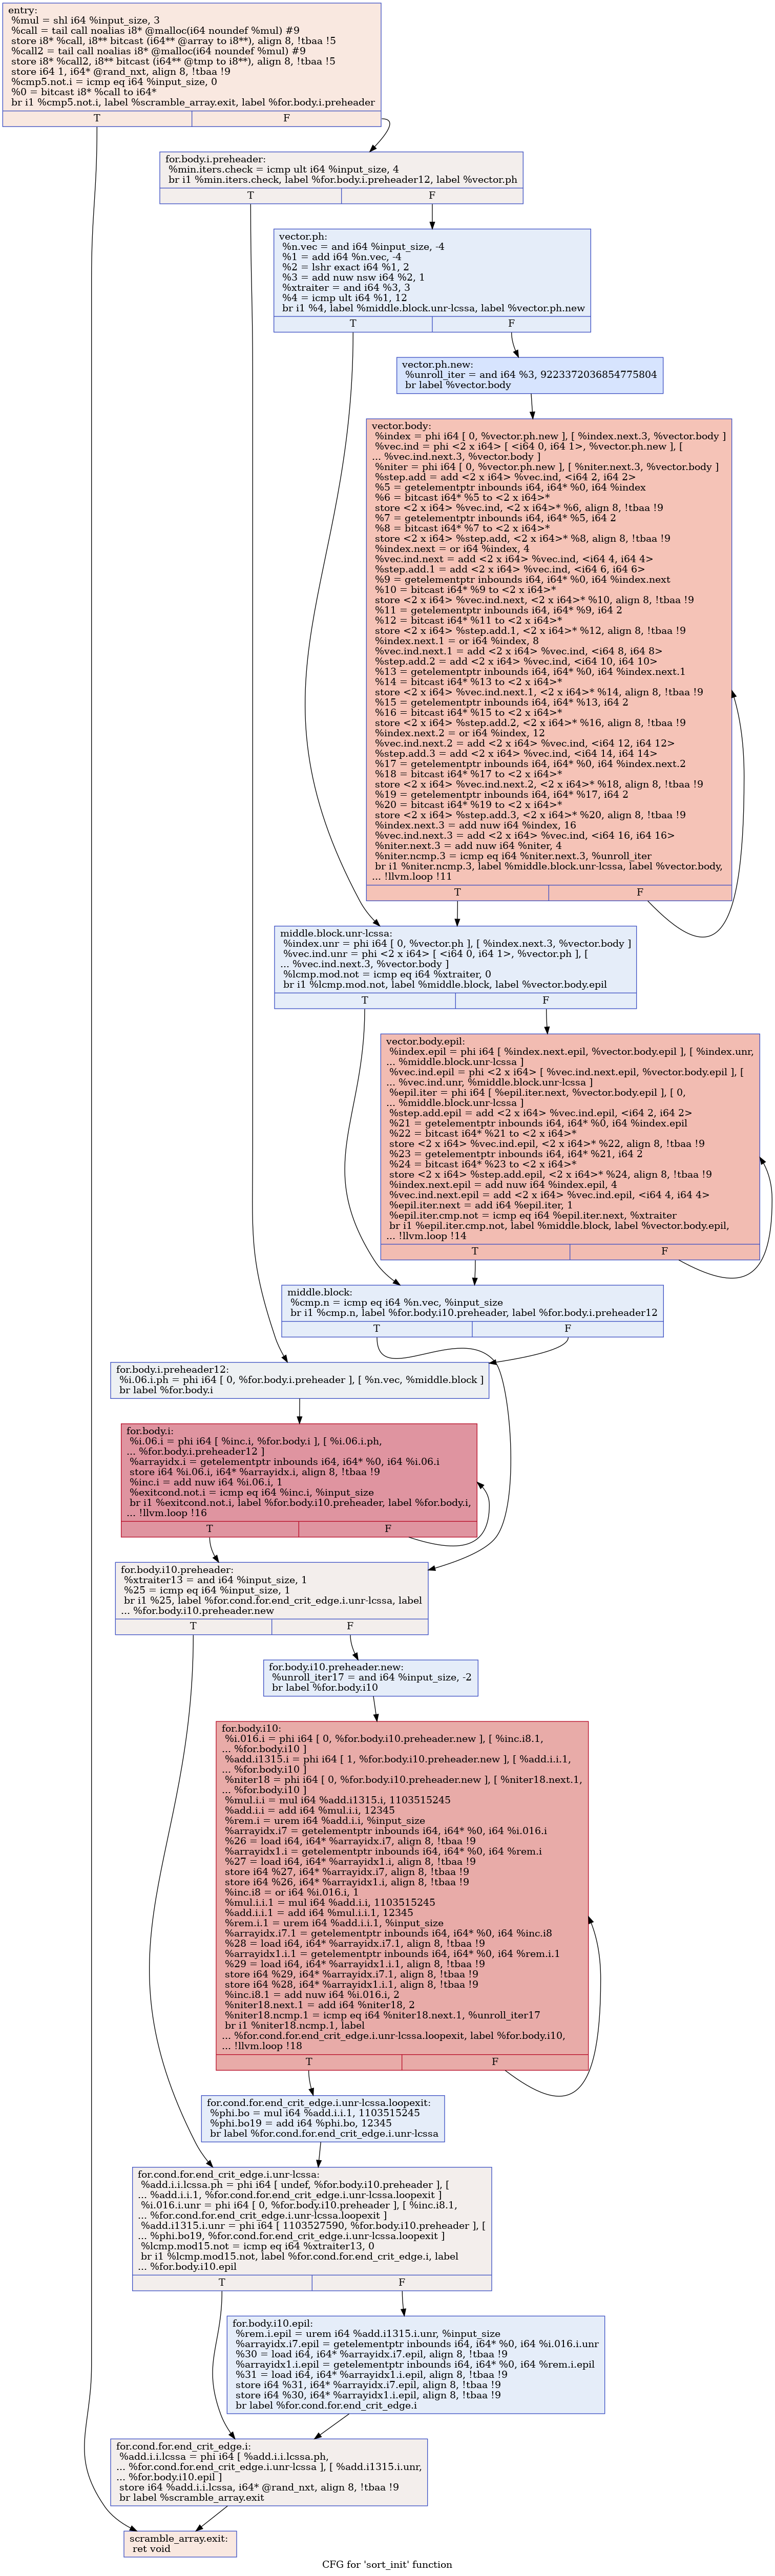 entry:
%mul = shl i64 %input_size, 3
%call = tail call noalias i8* @malloc(i64 noundef %mul) #9
store i8* %call, i8** bitcast (i64** @array to i8**), align 8, !tbaa !5
%call2 = tail call noalias i8* @malloc(i64 noundef %mul) #9
store i8* %call2, i8** bitcast (i64** @tmp to i8**), align 8, !tbaa !5
store i64 1, i64* @rand_nxt, align 8, !tbaa !9
%cmp5.not.i = icmp eq i64 %input_size, 0
%0 = bitcast i8* %call to i64*
br i1 %cmp5.not.i, label %scramble_array.exit, label %for.body.i.preheader
T F
for.body.i.preheader:
%min.iters.check = icmp ult i64 %input_size, 4
br i1 %min.iters.check, label %for.body.i.preheader12, label %vector.ph
T F
vector.ph:
%n.vec = and i64 %input_size, -4
%1 = add i64 %n.vec, -4
%2 = lshr exact i64 %1, 2
%3 = add nuw nsw i64 %2, 1
%xtraiter = and i64 %3, 3
%4 = icmp ult i64 %1, 12
br i1 %4, label %middle.block.unr-lcssa, label %vector.ph.new
T F
vector.ph.new:
%unroll_iter = and i64 %3, 9223372036854775804
br label %vector.body
vector.body:
%index = phi i64 [ 0, %vector.ph.new ], [ %index.next.3, %vector.body ]
%vec.ind = phi <2 x i64> [ <i64 0, i64 1>, %vector.ph.new ], [
... %vec.ind.next.3, %vector.body ]
%niter = phi i64 [ 0, %vector.ph.new ], [ %niter.next.3, %vector.body ]
%step.add = add <2 x i64> %vec.ind, <i64 2, i64 2>
%5 = getelementptr inbounds i64, i64* %0, i64 %index
%6 = bitcast i64* %5 to <2 x i64>*
store <2 x i64> %vec.ind, <2 x i64>* %6, align 8, !tbaa !9
%7 = getelementptr inbounds i64, i64* %5, i64 2
%8 = bitcast i64* %7 to <2 x i64>*
store <2 x i64> %step.add, <2 x i64>* %8, align 8, !tbaa !9
%index.next = or i64 %index, 4
%vec.ind.next = add <2 x i64> %vec.ind, <i64 4, i64 4>
%step.add.1 = add <2 x i64> %vec.ind, <i64 6, i64 6>
%9 = getelementptr inbounds i64, i64* %0, i64 %index.next
%10 = bitcast i64* %9 to <2 x i64>*
store <2 x i64> %vec.ind.next, <2 x i64>* %10, align 8, !tbaa !9
%11 = getelementptr inbounds i64, i64* %9, i64 2
%12 = bitcast i64* %11 to <2 x i64>*
store <2 x i64> %step.add.1, <2 x i64>* %12, align 8, !tbaa !9
%index.next.1 = or i64 %index, 8
%vec.ind.next.1 = add <2 x i64> %vec.ind, <i64 8, i64 8>
%step.add.2 = add <2 x i64> %vec.ind, <i64 10, i64 10>
%13 = getelementptr inbounds i64, i64* %0, i64 %index.next.1
%14 = bitcast i64* %13 to <2 x i64>*
store <2 x i64> %vec.ind.next.1, <2 x i64>* %14, align 8, !tbaa !9
%15 = getelementptr inbounds i64, i64* %13, i64 2
%16 = bitcast i64* %15 to <2 x i64>*
store <2 x i64> %step.add.2, <2 x i64>* %16, align 8, !tbaa !9
%index.next.2 = or i64 %index, 12
%vec.ind.next.2 = add <2 x i64> %vec.ind, <i64 12, i64 12>
%step.add.3 = add <2 x i64> %vec.ind, <i64 14, i64 14>
%17 = getelementptr inbounds i64, i64* %0, i64 %index.next.2
%18 = bitcast i64* %17 to <2 x i64>*
store <2 x i64> %vec.ind.next.2, <2 x i64>* %18, align 8, !tbaa !9
%19 = getelementptr inbounds i64, i64* %17, i64 2
%20 = bitcast i64* %19 to <2 x i64>*
store <2 x i64> %step.add.3, <2 x i64>* %20, align 8, !tbaa !9
%index.next.3 = add nuw i64 %index, 16
%vec.ind.next.3 = add <2 x i64> %vec.ind, <i64 16, i64 16>
%niter.next.3 = add nuw i64 %niter, 4
%niter.ncmp.3 = icmp eq i64 %niter.next.3, %unroll_iter
br i1 %niter.ncmp.3, label %middle.block.unr-lcssa, label %vector.body,
... !llvm.loop !11
T F
middle.block.unr-lcssa:
%index.unr = phi i64 [ 0, %vector.ph ], [ %index.next.3, %vector.body ]
%vec.ind.unr = phi <2 x i64> [ <i64 0, i64 1>, %vector.ph ], [
... %vec.ind.next.3, %vector.body ]
%lcmp.mod.not = icmp eq i64 %xtraiter, 0
br i1 %lcmp.mod.not, label %middle.block, label %vector.body.epil
T F
vector.body.epil:
%index.epil = phi i64 [ %index.next.epil, %vector.body.epil ], [ %index.unr,
... %middle.block.unr-lcssa ]
%vec.ind.epil = phi <2 x i64> [ %vec.ind.next.epil, %vector.body.epil ], [
... %vec.ind.unr, %middle.block.unr-lcssa ]
%epil.iter = phi i64 [ %epil.iter.next, %vector.body.epil ], [ 0,
... %middle.block.unr-lcssa ]
%step.add.epil = add <2 x i64> %vec.ind.epil, <i64 2, i64 2>
%21 = getelementptr inbounds i64, i64* %0, i64 %index.epil
%22 = bitcast i64* %21 to <2 x i64>*
store <2 x i64> %vec.ind.epil, <2 x i64>* %22, align 8, !tbaa !9
%23 = getelementptr inbounds i64, i64* %21, i64 2
%24 = bitcast i64* %23 to <2 x i64>*
store <2 x i64> %step.add.epil, <2 x i64>* %24, align 8, !tbaa !9
%index.next.epil = add nuw i64 %index.epil, 4
%vec.ind.next.epil = add <2 x i64> %vec.ind.epil, <i64 4, i64 4>
%epil.iter.next = add i64 %epil.iter, 1
%epil.iter.cmp.not = icmp eq i64 %epil.iter.next, %xtraiter
br i1 %epil.iter.cmp.not, label %middle.block, label %vector.body.epil,
... !llvm.loop !14
T F
middle.block:
%cmp.n = icmp eq i64 %n.vec, %input_size
br i1 %cmp.n, label %for.body.i10.preheader, label %for.body.i.preheader12
T F
for.body.i.preheader12:
%i.06.i.ph = phi i64 [ 0, %for.body.i.preheader ], [ %n.vec, %middle.block ]
br label %for.body.i
for.body.i:
%i.06.i = phi i64 [ %inc.i, %for.body.i ], [ %i.06.i.ph,
... %for.body.i.preheader12 ]
%arrayidx.i = getelementptr inbounds i64, i64* %0, i64 %i.06.i
store i64 %i.06.i, i64* %arrayidx.i, align 8, !tbaa !9
%inc.i = add nuw i64 %i.06.i, 1
%exitcond.not.i = icmp eq i64 %inc.i, %input_size
br i1 %exitcond.not.i, label %for.body.i10.preheader, label %for.body.i,
... !llvm.loop !16
T F
for.body.i10.preheader:
%xtraiter13 = and i64 %input_size, 1
%25 = icmp eq i64 %input_size, 1
br i1 %25, label %for.cond.for.end_crit_edge.i.unr-lcssa, label
... %for.body.i10.preheader.new
T F
for.body.i10.preheader.new:
%unroll_iter17 = and i64 %input_size, -2
br label %for.body.i10
for.body.i10:
%i.016.i = phi i64 [ 0, %for.body.i10.preheader.new ], [ %inc.i8.1,
... %for.body.i10 ]
%add.i1315.i = phi i64 [ 1, %for.body.i10.preheader.new ], [ %add.i.i.1,
... %for.body.i10 ]
%niter18 = phi i64 [ 0, %for.body.i10.preheader.new ], [ %niter18.next.1,
... %for.body.i10 ]
%mul.i.i = mul i64 %add.i1315.i, 1103515245
%add.i.i = add i64 %mul.i.i, 12345
%rem.i = urem i64 %add.i.i, %input_size
%arrayidx.i7 = getelementptr inbounds i64, i64* %0, i64 %i.016.i
%26 = load i64, i64* %arrayidx.i7, align 8, !tbaa !9
%arrayidx1.i = getelementptr inbounds i64, i64* %0, i64 %rem.i
%27 = load i64, i64* %arrayidx1.i, align 8, !tbaa !9
store i64 %27, i64* %arrayidx.i7, align 8, !tbaa !9
store i64 %26, i64* %arrayidx1.i, align 8, !tbaa !9
%inc.i8 = or i64 %i.016.i, 1
%mul.i.i.1 = mul i64 %add.i.i, 1103515245
%add.i.i.1 = add i64 %mul.i.i.1, 12345
%rem.i.1 = urem i64 %add.i.i.1, %input_size
%arrayidx.i7.1 = getelementptr inbounds i64, i64* %0, i64 %inc.i8
%28 = load i64, i64* %arrayidx.i7.1, align 8, !tbaa !9
%arrayidx1.i.1 = getelementptr inbounds i64, i64* %0, i64 %rem.i.1
%29 = load i64, i64* %arrayidx1.i.1, align 8, !tbaa !9
store i64 %29, i64* %arrayidx.i7.1, align 8, !tbaa !9
store i64 %28, i64* %arrayidx1.i.1, align 8, !tbaa !9
%inc.i8.1 = add nuw i64 %i.016.i, 2
%niter18.next.1 = add i64 %niter18, 2
%niter18.ncmp.1 = icmp eq i64 %niter18.next.1, %unroll_iter17
br i1 %niter18.ncmp.1, label
... %for.cond.for.end_crit_edge.i.unr-lcssa.loopexit, label %for.body.i10,
... !llvm.loop !18
T F
for.cond.for.end_crit_edge.i.unr-lcssa.loopexit:
%phi.bo = mul i64 %add.i.i.1, 1103515245
%phi.bo19 = add i64 %phi.bo, 12345
br label %for.cond.for.end_crit_edge.i.unr-lcssa
for.cond.for.end_crit_edge.i.unr-lcssa:
%add.i.i.lcssa.ph = phi i64 [ undef, %for.body.i10.preheader ], [
... %add.i.i.1, %for.cond.for.end_crit_edge.i.unr-lcssa.loopexit ]
%i.016.i.unr = phi i64 [ 0, %for.body.i10.preheader ], [ %inc.i8.1,
... %for.cond.for.end_crit_edge.i.unr-lcssa.loopexit ]
%add.i1315.i.unr = phi i64 [ 1103527590, %for.body.i10.preheader ], [
... %phi.bo19, %for.cond.for.end_crit_edge.i.unr-lcssa.loopexit ]
%lcmp.mod15.not = icmp eq i64 %xtraiter13, 0
br i1 %lcmp.mod15.not, label %for.cond.for.end_crit_edge.i, label
... %for.body.i10.epil
T F
for.body.i10.epil:
%rem.i.epil = urem i64 %add.i1315.i.unr, %input_size
%arrayidx.i7.epil = getelementptr inbounds i64, i64* %0, i64 %i.016.i.unr
%30 = load i64, i64* %arrayidx.i7.epil, align 8, !tbaa !9
%arrayidx1.i.epil = getelementptr inbounds i64, i64* %0, i64 %rem.i.epil
%31 = load i64, i64* %arrayidx1.i.epil, align 8, !tbaa !9
store i64 %31, i64* %arrayidx.i7.epil, align 8, !tbaa !9
store i64 %30, i64* %arrayidx1.i.epil, align 8, !tbaa !9
br label %for.cond.for.end_crit_edge.i
for.cond.for.end_crit_edge.i:
%add.i.i.lcssa = phi i64 [ %add.i.i.lcssa.ph,
... %for.cond.for.end_crit_edge.i.unr-lcssa ], [ %add.i1315.i.unr,
... %for.body.i10.epil ]
store i64 %add.i.i.lcssa, i64* @rand_nxt, align 8, !tbaa !9
br label %scramble_array.exit
scramble_array.exit:
ret void
CFG for 'sort_init' function